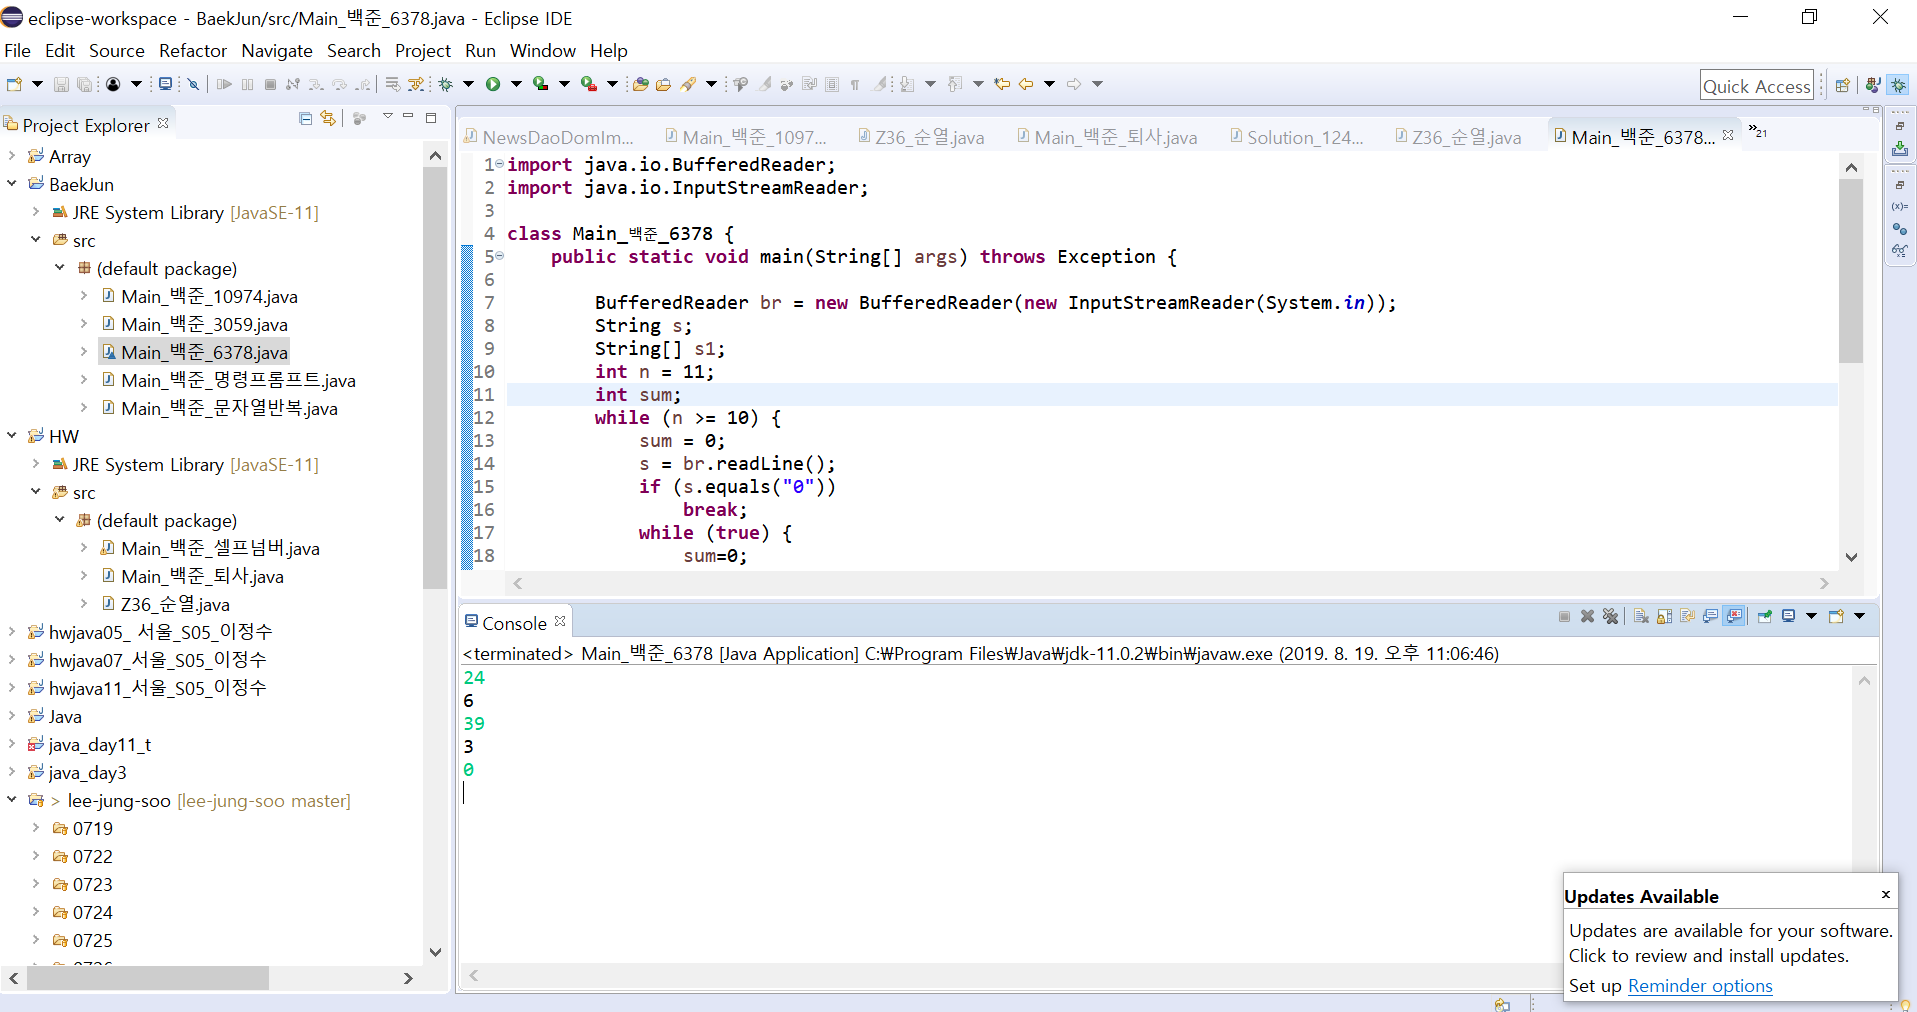 eclipse-workspace - BaekJun/src/Main_백준_6378.java - Eclipse IDE
File Edit Source Refactor Navigate Search Project Run Window Help
Quick Access
Project Explorer
Array
BaekJun
JRE System Library [JavaSE-11]
src
(default package)
Main_백준_10974.java
Main_백준_3059.java
Main_백준_6378.java
Main_백준_명령프롬프트.java
Main_백준_문자열반복.java
HW
JRE System Library [JavaSE-11]
src
(default package)
Main_백준_셀프넘버.java
Main_백준_퇴사.java
Z36_순열.java
hwjava05_ 서울_S05_이정수
hwjava07_서울_S05_이정수
hwjava11_서울_S05_이정수
Java
java_day11_t
java_day3
> lee-jung-soo [lee-jung-soo master]
0719
0722
0723
0724
0725
NewsDaoDomIm... Main_백준_1097... Z36_순열.java Main_백준_퇴사.java Solution_124... Z36_순열.java Main_백준_6378... »21
1 import java.io.BufferedReader;
2 import java.io.InputStreamReader;
3
4 class Main_백준_6378 {
5 public static void main(String[] args) throws Exception {
6
7 BufferedReader br = new BufferedReader(new InputStreamReader(System.in));
8 String s;
9 String[] s1;
10 int n = 11;
11 int sum;
12 while (n >= 10) {
13 sum = 0;
14 s = br.readLine();
15 if (s.equals("0"))
16 break;
17 while (true) {
18 sum=0;
Console
<terminated> Main_백준_6378 [Java Application] C:₩Program Files₩Java₩jdk-11.0.2₩bin₩javaw.exe (2019. 8. 19. 오후 11:06:46)
24
6
39
3
0
Updates Available
Updates are available for your software.
Click to review and install updates.
Set up Reminder options